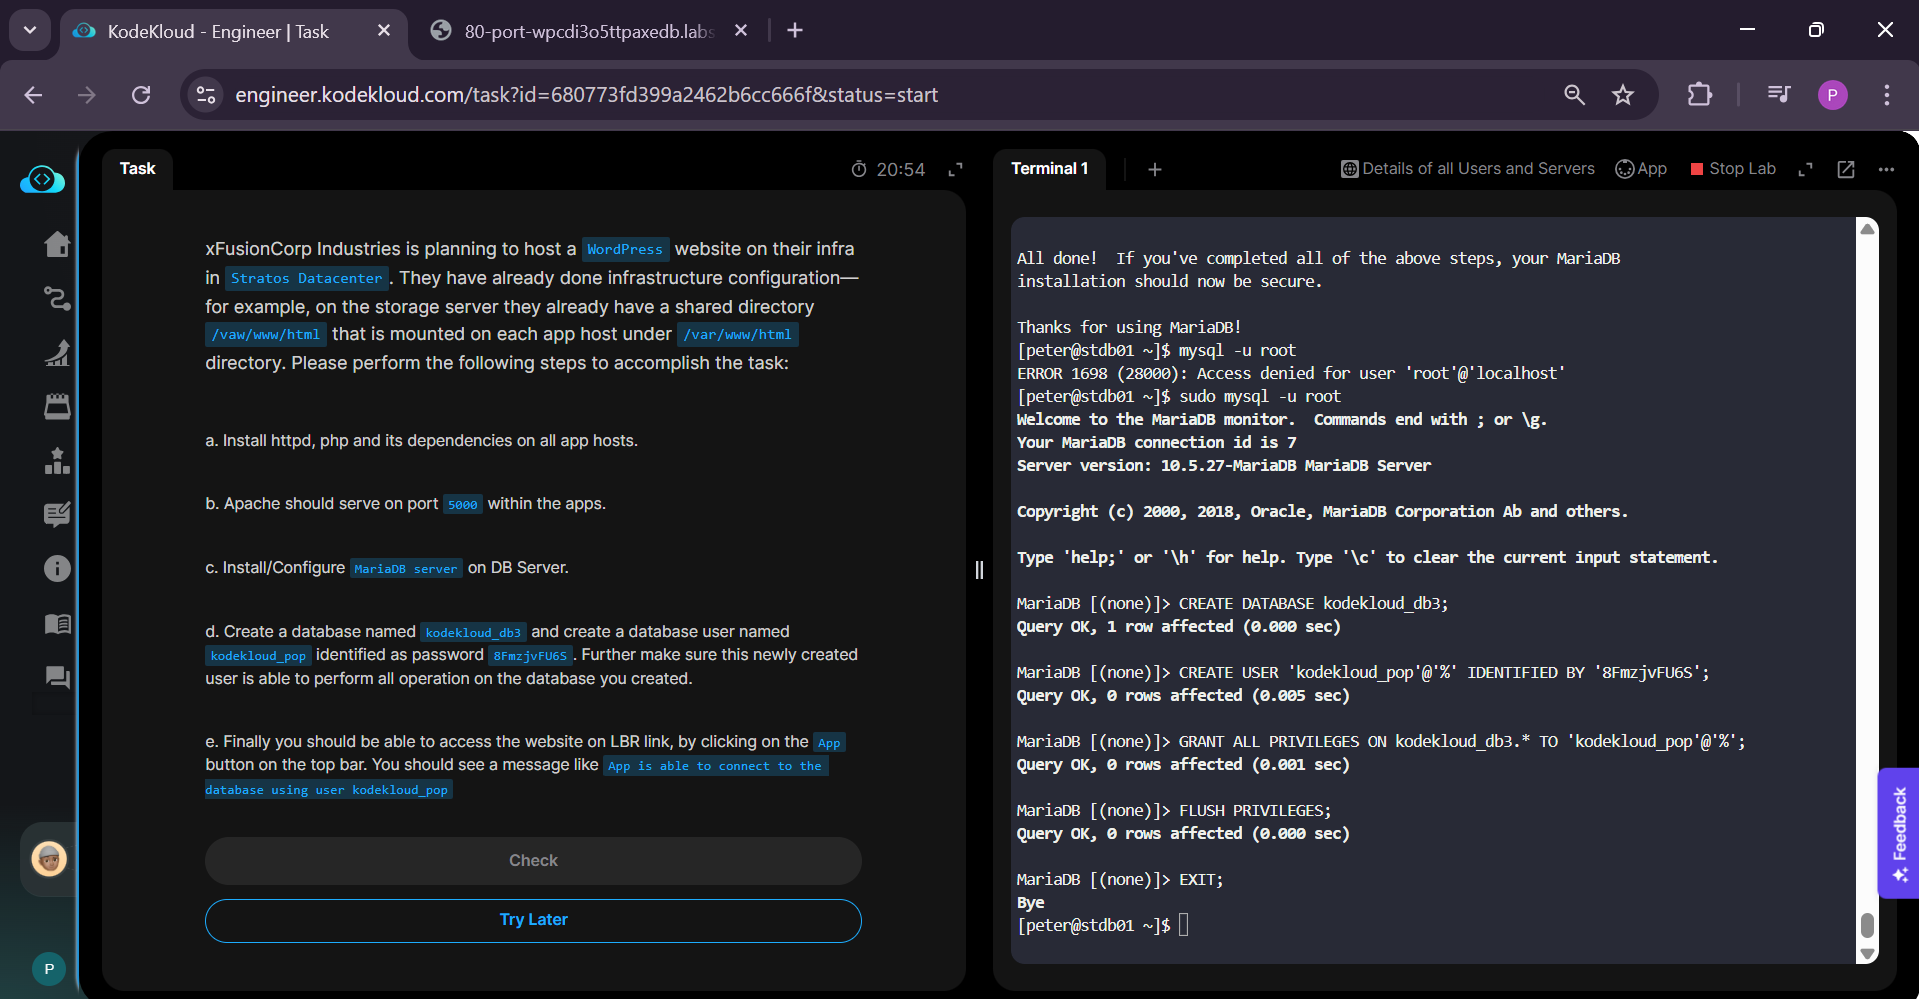 KodeKloud - Engineer | Task
80-port-wpcdi3o5ttpaxedb.labs
engineer.kodekloud.com/task?id=680773fd399a2462b6cc666f&status=start
P
Task
20:54
xFusionCorp Industries is planning to host a WordPress website on their infra
in Stratos Datacenter. They have already done infrastructure configuration—
for example, on the storage server they already have a shared directory
/vaw/www/html that is mounted on each app host under /var/www/html
directory. Please perform the following steps to accomplish the task:
a. Install httpd, php and its dependencies on all app hosts.
b. Apache should serve on port 5000 within the apps.
c. Install/Configure MariaDB server on DB Server.
d. Create a database named kodekloud_db3 and create a database user named
kodekloud_pop identified as password 8FmzjvFU6S. Further make sure this newly created
user is able to perform all operation on the database you created.
e. Finally you should be able to access the website on LBR link, by clicking on the App
button on the top bar. You should see a message like App is able to connect to the
database using user kodekloud_pop
Check
Try Later
P
Terminal 1
Details of all Users and Servers
App
Stop Lab
All done!  If you've completed all of the above steps, your MariaDB
installation should now be secure.
Thanks for using MariaDB!
[peter@stdb01 ~]$ mysql -u root
ERROR 1698 (28000): Access denied for user 'root'@'localhost'
[peter@stdb01 ~]$ sudo mysql -u root
Welcome to the MariaDB monitor.  Commands end with ; or \g.
Your MariaDB connection id is 7
Server version: 10.5.27-MariaDB MariaDB Server
Copyright (c) 2000, 2018, Oracle, MariaDB Corporation Ab and others.
Type 'help;' or '\h' for help. Type '\c' to clear the current input statement.
MariaDB [(none)]> CREATE DATABASE kodekloud_db3;
Query OK, 1 row affected (0.000 sec)
MariaDB [(none)]> CREATE USER 'kodekloud_pop'@'%' IDENTIFIED BY '8FmzjvFU6S';
Query OK, 0 rows affected (0.005 sec)
MariaDB [(none)]> GRANT ALL PRIVILEGES ON kodekloud_db3.* TO 'kodekloud_pop'@'%';
Query OK, 0 rows affected (0.001 sec)
MariaDB [(none)]> FLUSH PRIVILEGES;
Query OK, 0 rows affected (0.000 sec)
MariaDB [(none)]> EXIT;
Bye
[peter@stdb01 ~]$
Feedback